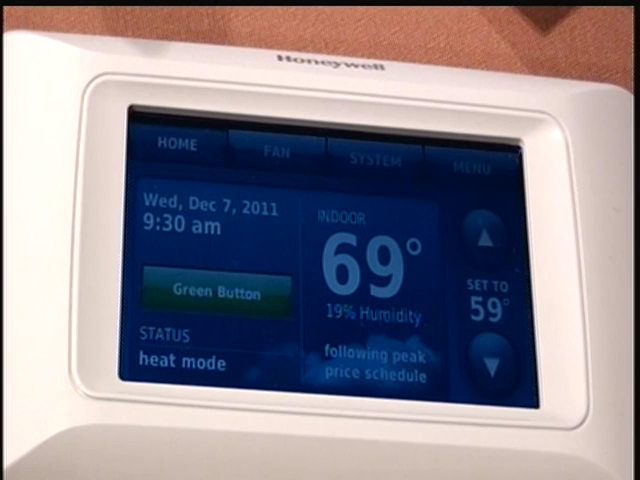 Honeywell
HOME
FAN
SYSTEM
MENU
Wed, Dec 7, 2011
9:30 am
Green Button
STATUS
heat mode
INDOOR
69°
19% Humidity
following peak
price schedule
SET TO
59°